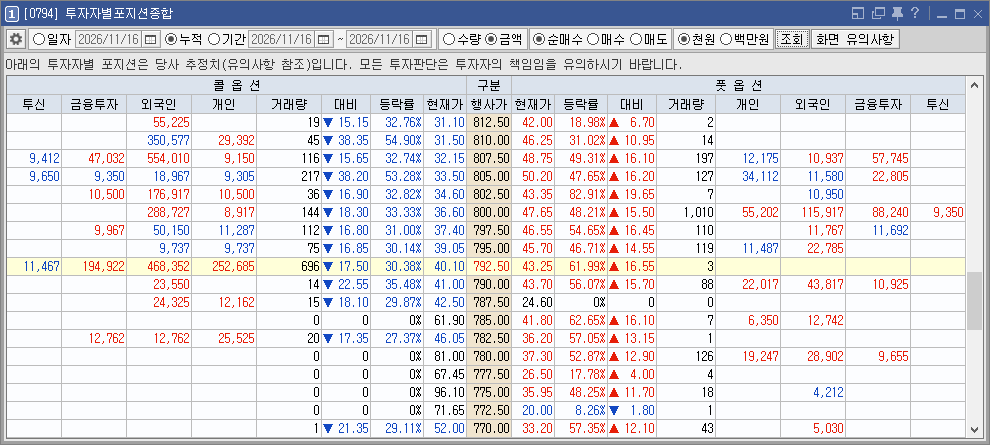 1 [0794] 투자자별포지션종합
일자 2026/11/16 누적 기간 2026/11/16 ~ 2026/11/16 수량 금액 순매수 매수 매도 천원 백만원 조회 화면 유의사항
아래의 투자자별 포지션은 당사 추정치(유의사항 참조)입니다. 모든 투자판단은 투자자의 책임임을 유의하시기 바랍니다.
콜 옵 션 구분 풋 옵 션
투신 금융투자 외국인 개인 거래량 대비 등락률 현재가 행사가 현재가 등락률 대비 거래량 개인 외국인 금융투자 투신
55,225 19 ▼ 15.15 32.76% 31.10 812.50 42.00 18.98% ▲ 6.70 2
350,577 29,392 45 ▼ 38.35 54.90% 31.50 810.00 46.25 31.02% ▲ 10.95 14
9,412 47,032 554,010 9,150 116 ▼ 15.65 32.74% 32.15 807.50 48.75 49.31% ▲ 16.10 197 12,175 10,937 57,745
9,650 9,350 18,967 9,305 217 ▼ 38.20 53.28% 33.50 805.00 50.20 47.65% ▲ 16.20 127 34,112 11,580 22,805
10,500 176,917 10,500 36 ▼ 16.90 32.82% 34.60 802.50 43.35 82.91% ▲ 19.65 7 10,950
288,727 8,917 144 ▼ 18.30 33.33% 36.60 800.00 47.65 48.21% ▲ 15.50 1,010 55,202 115,917 88,240 9,350
9,967 50,150 11,287 112 ▼ 16.80 31.00% 37.40 797.50 46.55 54.65% ▲ 16.45 110 11,767 11,692
9,737 9,737 75 ▼ 16.85 30.14% 39.05 795.00 45.70 46.71% ▲ 14.55 119 11,487 22,785
11,467 194,922 468,352 252,685 696 ▼ 17.50 30.38% 40.10 792.50 43.25 61.99% ▲ 16.55 3
23,550 14 ▼ 22.55 35.48% 41.00 790.00 43.70 56.07% ▲ 15.70 88 22,017 43,817 10,925
24,325 12,162 15 ▼ 18.10 29.87% 42.50 787.50 24.60 0% 0 0
0 0 0% 61.90 785.00 41.80 62.65% ▲ 16.10 7 6,350 12,742
12,762 12,762 25,525 20 ▼ 17.35 27.37% 46.05 782.50 36.20 57.05% ▲ 13.15 1
0 0 0% 81.00 780.00 37.30 52.87% ▲ 12.90 126 19,247 28,902 9,655
0 0 0% 67.45 777.50 26.50 17.78% ▲ 4.00 4
0 0 0% 96.10 775.00 35.95 48.25% ▲ 11.70 18 4,212
0 0 0% 71.65 772.50 20.00 8.26% ▼ 1.80 1
1 ▼ 21.35 29.11% 52.00 770.00 33.20 57.35% ▲ 12.10 43 5,030